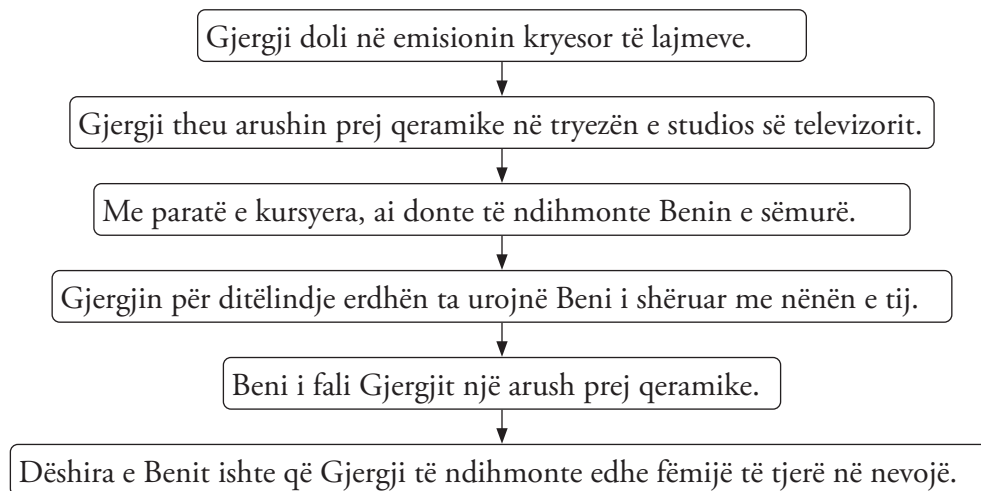 Gjergji doli në emisionin kryesor të lajmeve.
Gjergji theu arushin prej qeramike në tryezën e studios së televizorit.
Me paratë e kursyera, ai donte të ndihmonte Benin e sëmurë.
Gjergjin për ditëlindje erdhën ta urojnë Beni i shëruar me nënën e tij.
Beni i fali Gjergjit një arush prej qeramike.
Dëshira e Benit ishte që Gjergji të ndihmonte edhe fëmijë të tjerë në nevojë.